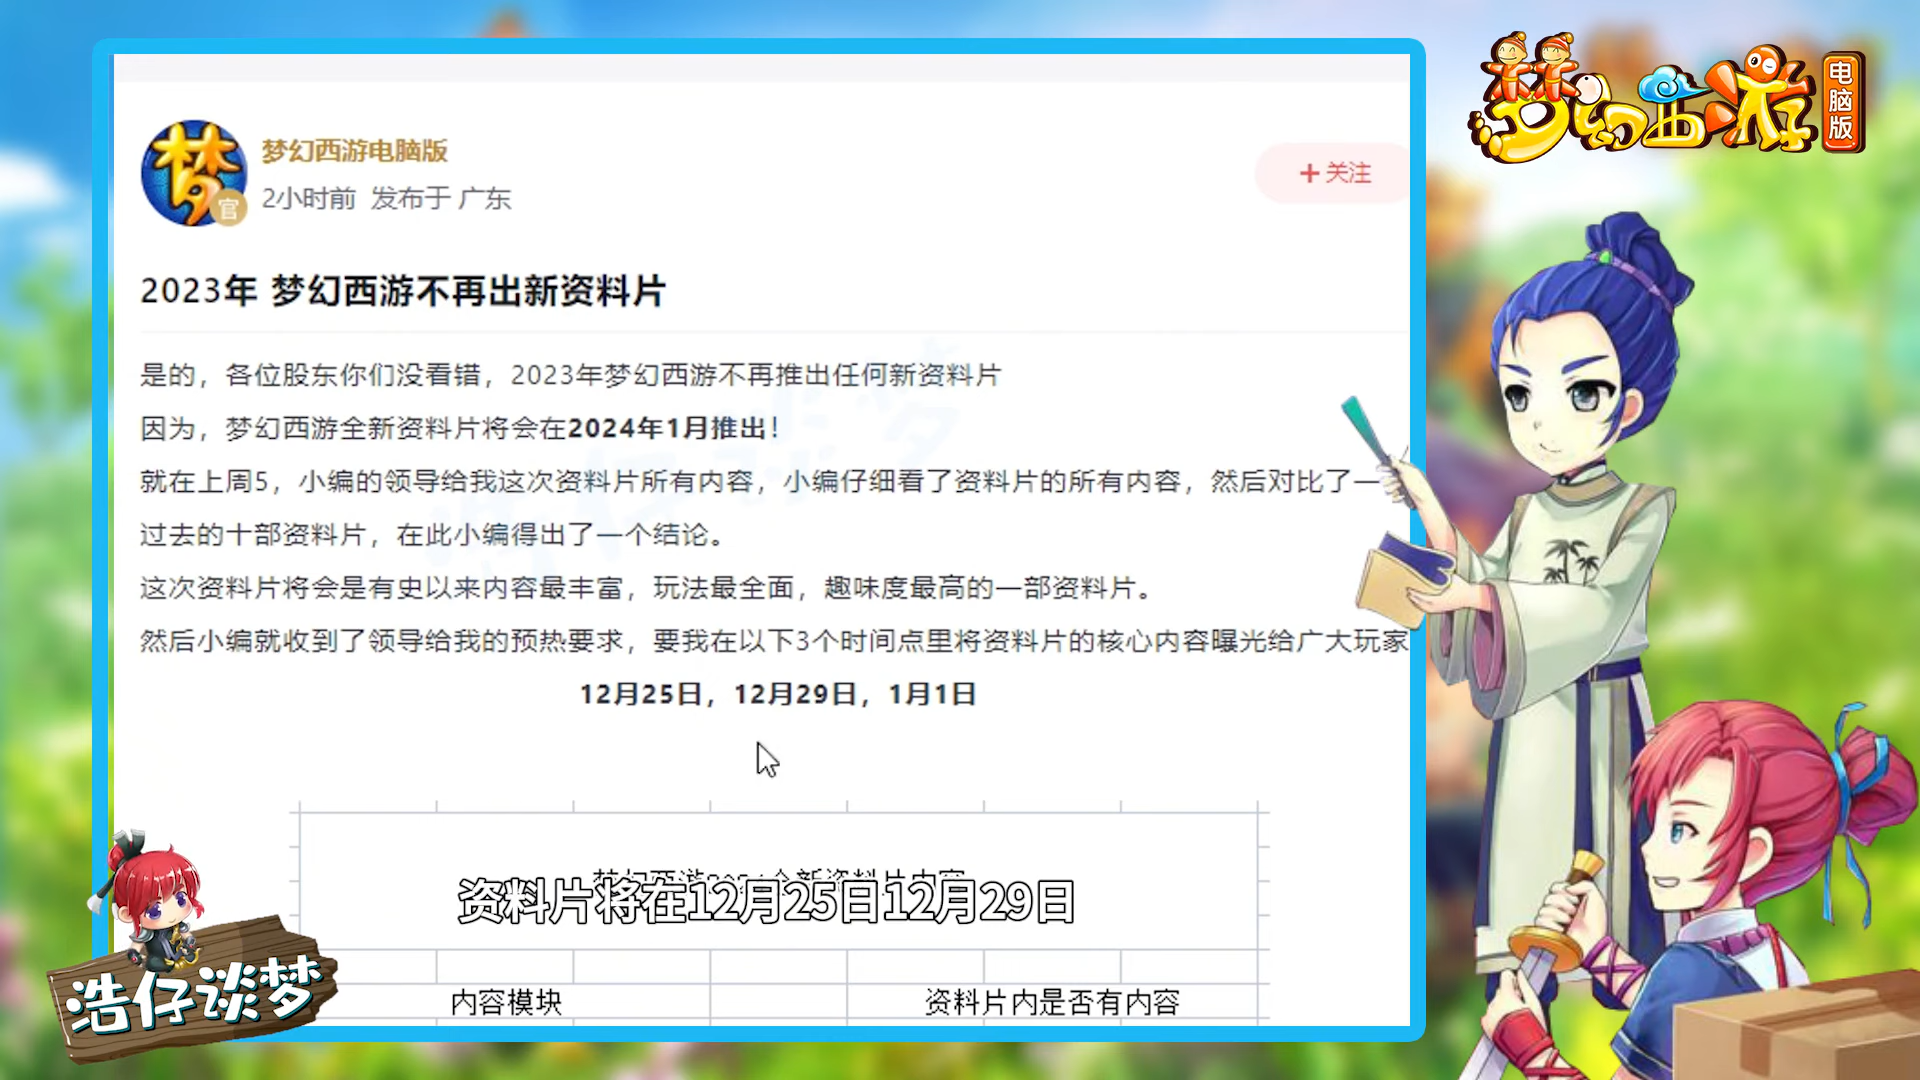 梦幻西游
电脑版
梦
官
梦幻西游电脑版
2小时前 发布于 广东
+ 关注
2023年 梦幻西游不再出新资料片
是的，各位股东你们没看错，2023年梦幻西游不再推出任何新资料片
因为，梦幻西游全新资料片将会在2024年1月推出！
就在上周5，小编的领导给我这次资料片所有内容，小编仔细看了资料片的所有内容，然后对比了一
过去的十部资料片，在此小编得出了一个结论。
这次资料片将会是有史以来内容最丰富，玩法最全面，趣味度最高的一部资料片。
然后小编就收到了领导给我的预热要求，要我在以下3个时间点里将资料片的核心内容曝光给广大玩家
12月25日，12月29日，1月1日
资料片将在12月25日12月29日
内容模块
资料片内是否有内容
浩仔谈梦